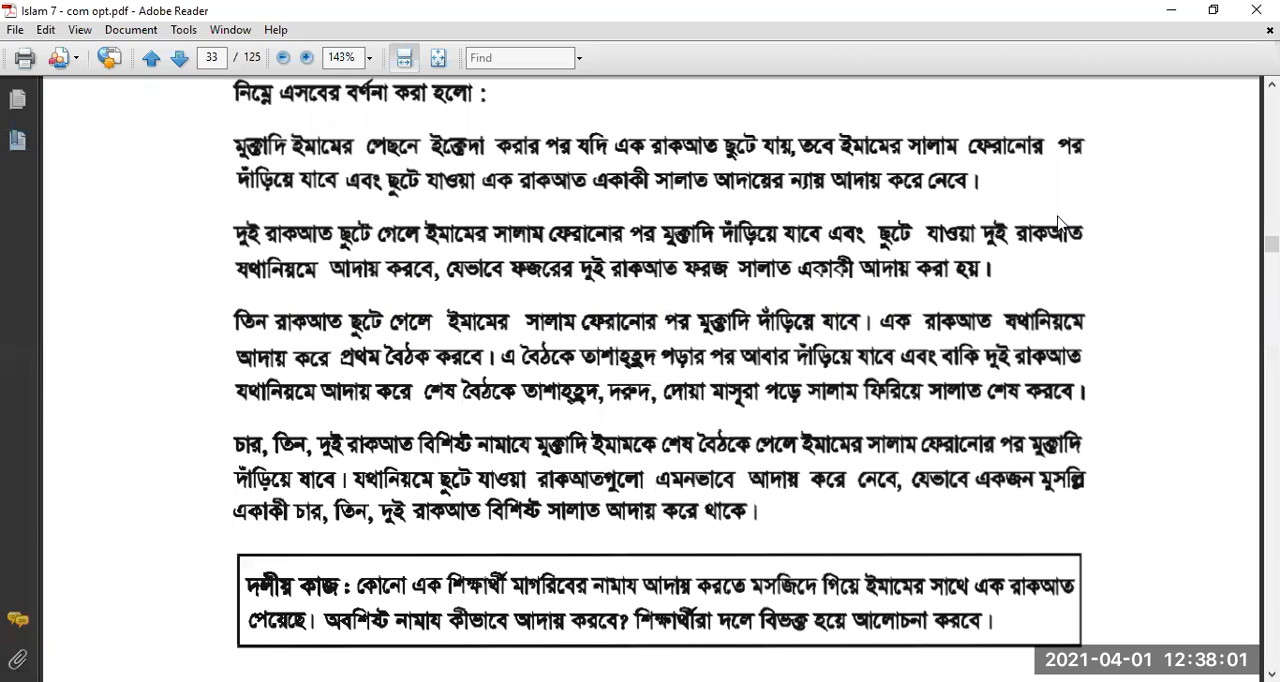 Islam 7 - com opt.pdf - Adobe Reader
File Edit View Document Tools Window Help
33 / 125 143% Find
নিম্নে এসবের বর্ণনা করা হলো :
মুক্তাদি ইমামের পেছনে ইক্তেদা করার পর যদি এক রাকআত ছুটে যায়, তবে ইমামের সালাম ফেরানোর পর
দাঁড়িয়ে যাবে এবং ছুটে যাওয়া এক রাকআত একাকী সালাত আদায়ের ন্যায় আদায় করে নেবে।
দুই রাকআত ছুটে গেলে ইমামের সালাম ফেরানোর পর মুক্তাদি দাঁড়িয়ে যাবে এবং ছুটে যাওয়া দুই রাকআত
যথানিয়মে আদায় করবে, যেভাবে ফজরের দুই রাকআত ফরজ সালাত একাকী আদায় করা হয়।
তিন রাকআত ছুটে গেলে ইমামের সালাম ফেরানোর পর মুক্তাদি দাঁড়িয়ে যাবে। এক রাকআত যথানিয়মে
আদায় করে প্রথম বৈঠক করবে। এ বৈঠকে তাশাহ্হুদ পড়ার পর আবার দাঁড়িয়ে যাবে এবং বাকি দুই রাকআত
যথানিয়মে আদায় করে শেষ বৈঠকে তাশাহ্হুদ, দরুদ, দোয়া মাসূরা পড়ে সালাম ফিরিয়ে সালাত শেষ করবে।
চার, তিন, দুই রাকআত বিশিষ্ট নামাযে মুক্তাদি ইমামকে শেষ বৈঠকে পেলে ইমামের সালাম ফেরানোর পর মুক্তাদি
দাঁড়িয়ে যাবে। যথানিয়মে ছুটে যাওয়া রাকআতগুলো এমনভাবে আদায় করে নেবে, যেভাবে একজন মুসল্লি
একাকী চার, তিন, দুই রাকআত বিশিষ্ট সালাত আদায় করে থাকে।
দলীয় কাজ : কোনো এক শিক্ষার্থী মাগরিবের নামায আদায় করতে মসজিদে গিয়ে ইমামের সাথে এক রাকআত
পেয়েছে। অবশিষ্ট নামায কীভাবে আদায় করবে? শিক্ষার্থীরা দলে বিভক্ত হয়ে আলোচনা করবে।
2021-04-01 12:38:01